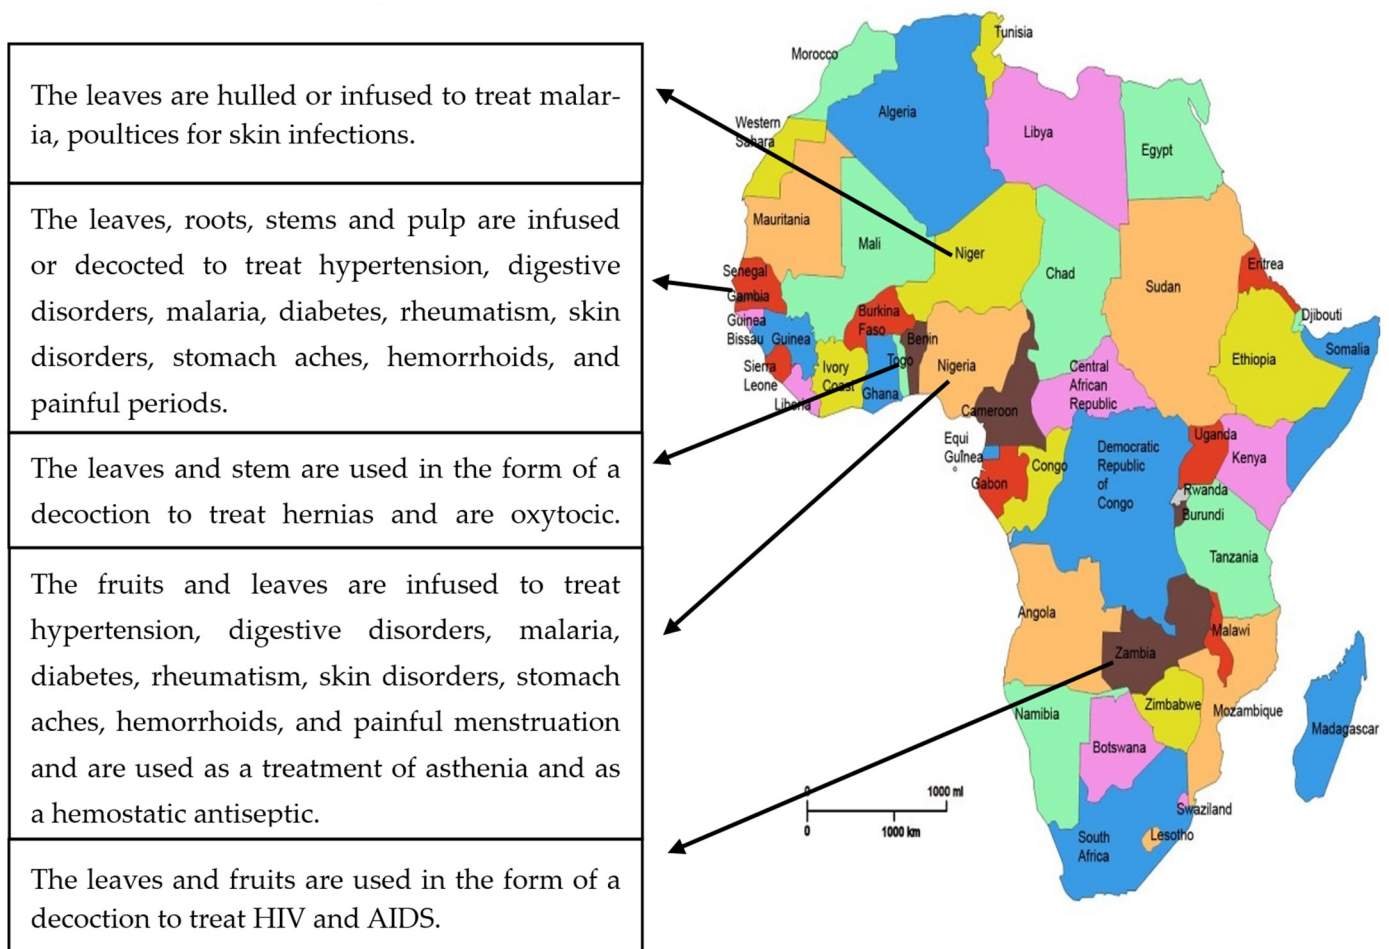 The leaves are hulled or infused to treat malar-
ia, poultices for skin infections.
The leaves, roots, stems and pulp are infused
or decocted to treat hypertension, digestive
disorders, malaria, diabetes, rheumatism, skin
disorders, stomach aches, hemorrhoids, and
painful periods.
The leaves and stem are used in the form of a
decoction to treat hernias and are oxytocic.
The fruits and leaves are infused to treat
hypertension, digestive disorders, malaria,
diabetes, rheumatism, skin disorders, stomach
aches, hemorrhoids, and painful menstruation
and are used as a treatment of asthenia and as
a hemostatic antiseptic.
The leaves and fruits are used in the form of a
decoction to treat HIV and AIDS.
Tunisia
Morocco
Algeria
Western
Sahara
Libya
Egypt
Mauritania
Mali
Niger
Chad
Sudan
Eritrea
Senegal
Gambia
Guinea
Bissau
Guinea
Burkina
Faso
Benin
Togo
Djibouti
Somalia
Ethiopia
Sierra
Leone
Ivory
Coast
Ghana
Nigeria
Central
African
Republic
Liberia
Cameroon
Equi
Guinea
Gabon
Congo
Democratic
Republic
of
Congo
Uganda
Kenya
Rwanda
Burundi
Tanzania
Angola
Zambia
Malawi
Namibia
Zimbabwe
Mozambique
Madagascar
Botswana
Swaziland
Lesotho
South
Africa
0
1000 ml
0
1000 km